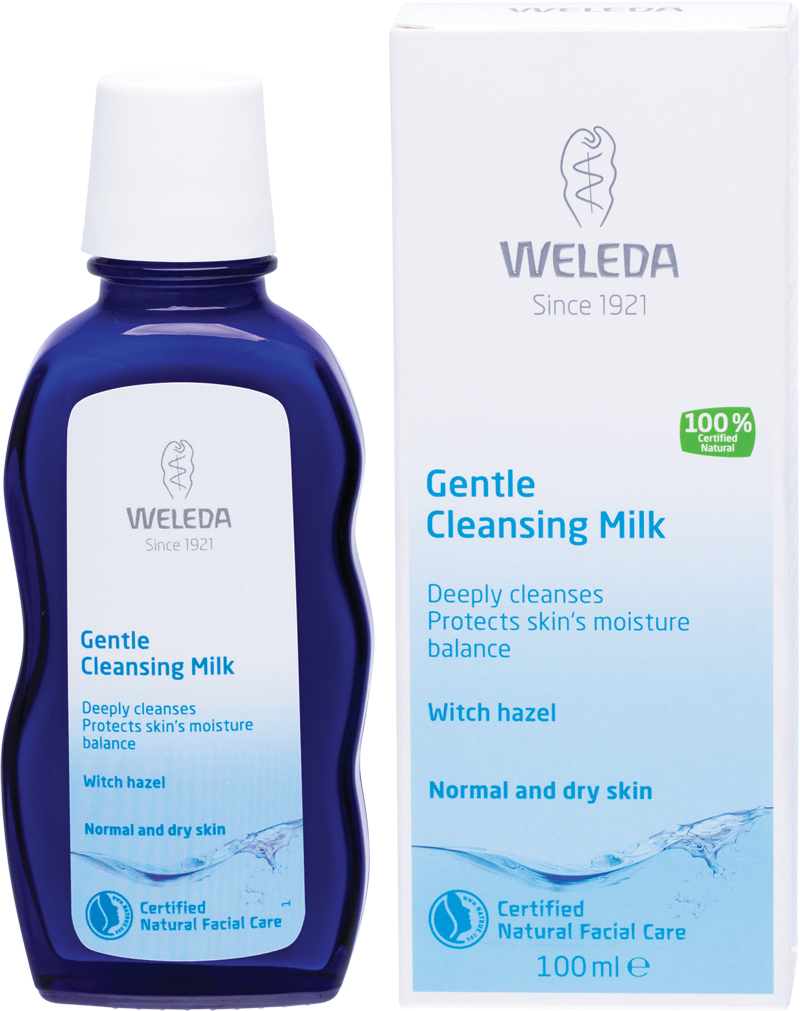 WELEDA
Since 1921
Gentle
Cleansing Milk
Deeply cleanses
Protects skin's moisture
balance
Witch hazel
Normal and dry skin
Certified
Natural Facial Care
1
WELEDA
WELEDA
Since 1921
100%
Certified
Natural
Gentle
Cleansing Milk
Deeply cleanses
Protects skin's moisture
balance
Witch hazel
Normal and dry skin
Certified
Natural Facial Care
100 ml e